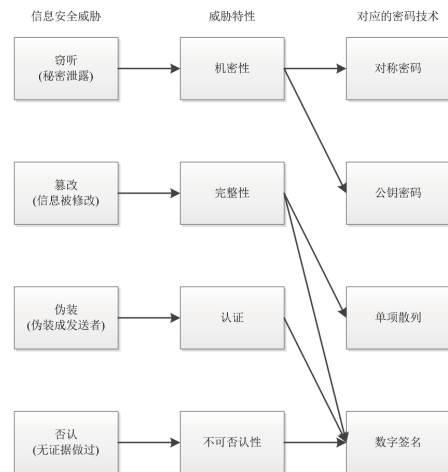 信息安全威胁 威胁特性 对应的密码技术
窃听
(秘密泄露)
机密性
对称密码
篡改
(信息被修改)
完整性
公钥密码
伪装
(伪装成发送者)
认证
单项散列
否认
(无证据做过)
不可否认性
数字签名